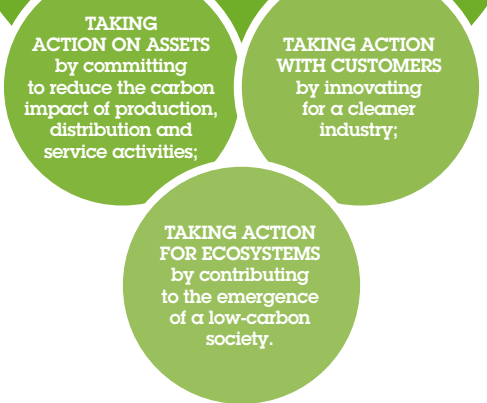 TAKING
ACTION ON ASSETS
by committing
to reduce the carbon
impact of production,
distribution and
service activities;
TAKING ACTION
WITH CUSTOMERS
by innovating
for a cleaner
industry;
TAKING ACTION
FOR ECOSYSTEMS
by contributing
to the emergence
of a low-carbon
society.